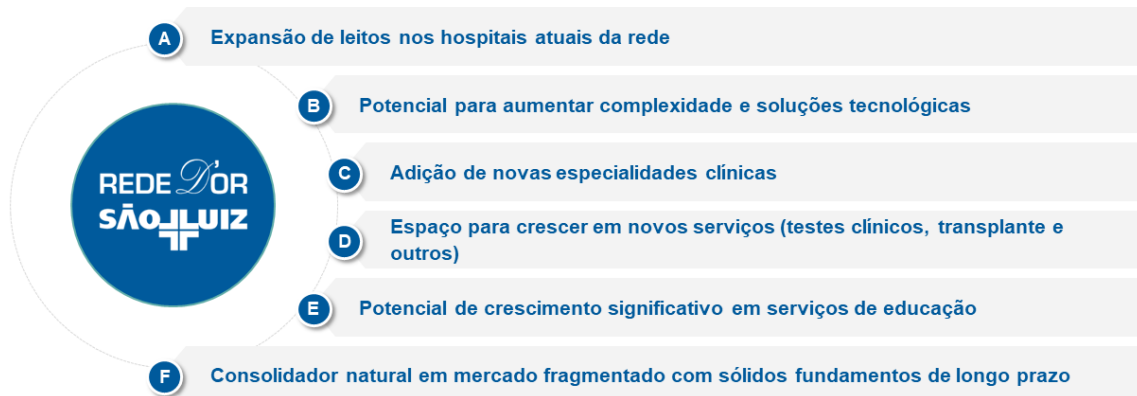 A
Expansão de leitos nos hospitais atuais da rede
B
Potencial para aumentar complexidade e soluções tecnológicas
REDE D'OR
SÃO LUIZ
C
Adição de novas especialidades clínicas
D
Espaço para crescer em novos serviços (testes clínicos, transplante e
outros)
E
Potencial de crescimento significativo em serviços de educação
F
Consolidador natural em mercado fragmentado com sólidos fundamentos de longo prazo